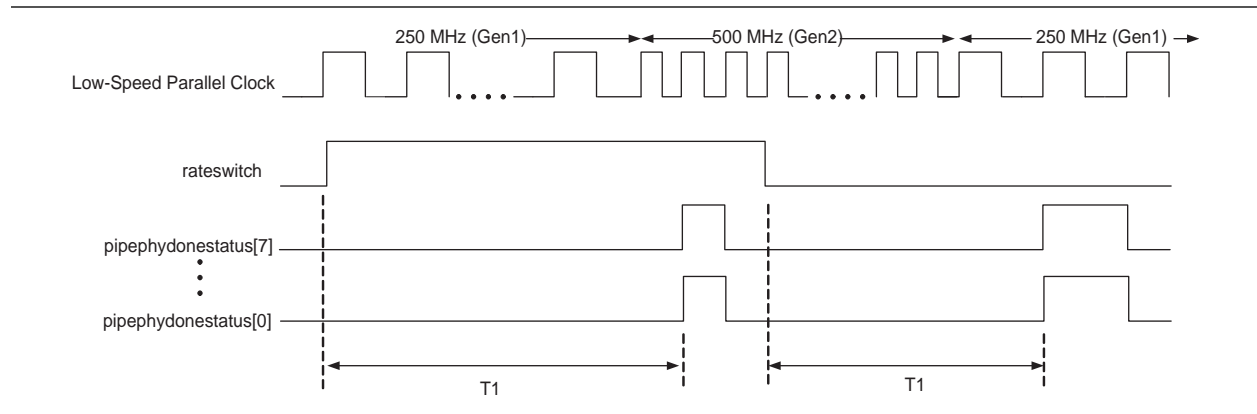 250 MHz (Gen1)
500 MHz (Gen2)
250 MHz (Gen1)
Low-Speed Parallel Clock
rateswitch
pipephydonestatus[7]
pipephydonestatus[0]
T1
T1